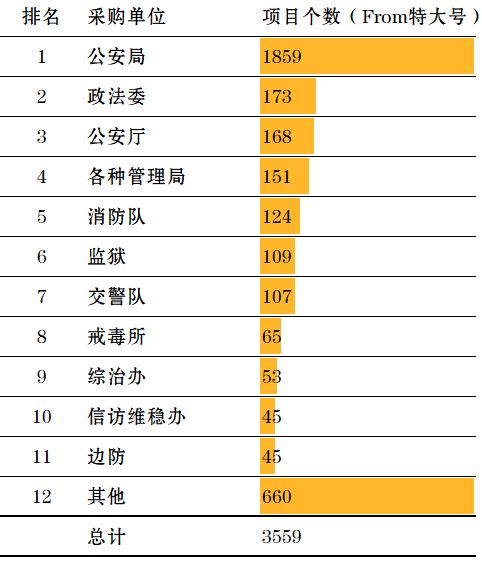 排名 采购单位 项目个数（From特大号）
1 公安局 1859
2 政法委 173
3 公安厅 168
4 各种管理局 151
5 消防队 124
6 监狱 109
7 交警队 107
8 戒毒所 65
9 综治办 53
10 信访维稳办 45
11 边防 45
12 其他 660
总计 3559